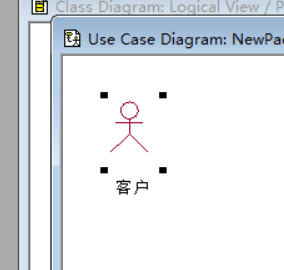 Class Diagram: Logical View / P
Use Case Diagram: NewPac
客户